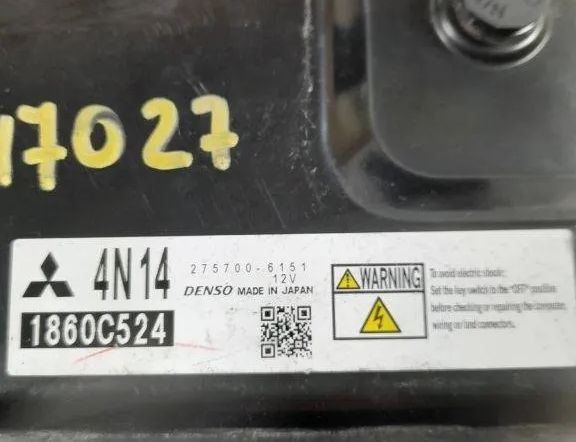 17027
4N14
1860C524
275700-6151
12V
DENSO MADE IN JAPAN
WARNING
To avoid electric shock:
Set the key switch to the "OFF" position
before checking or repairing the computer,
wiring or/and connectors.